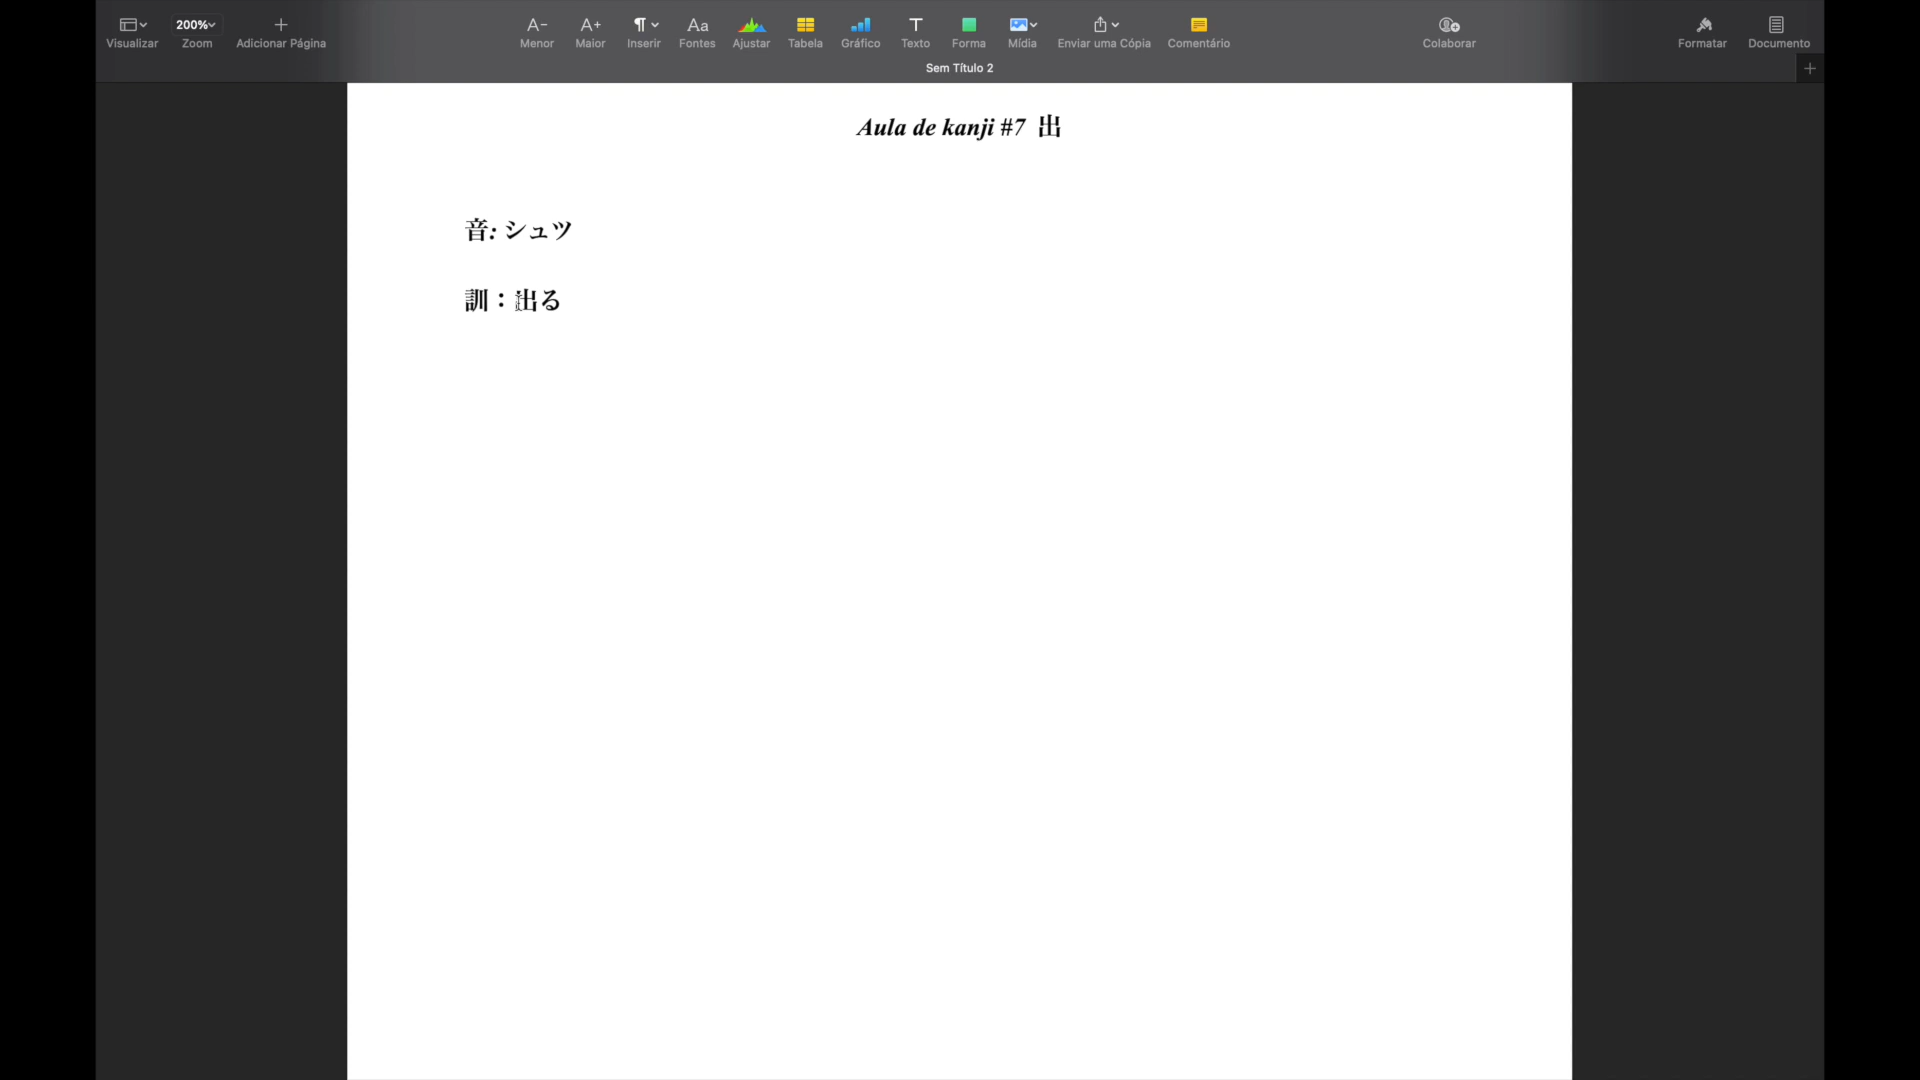 Visualizar
200%
Zoom
Adicionar Página
A− Menor
A+ Maior
¶ Inserir
Aa Fontes
Ajustar
Tabela
Gráfico
T Texto
Forma
Mídia
Enviar uma Cópia
Comentário
Colaborar
Formatar
Documento
Sem Título 2
Aula de kanji #7 出
音: シュツ
訓：出る